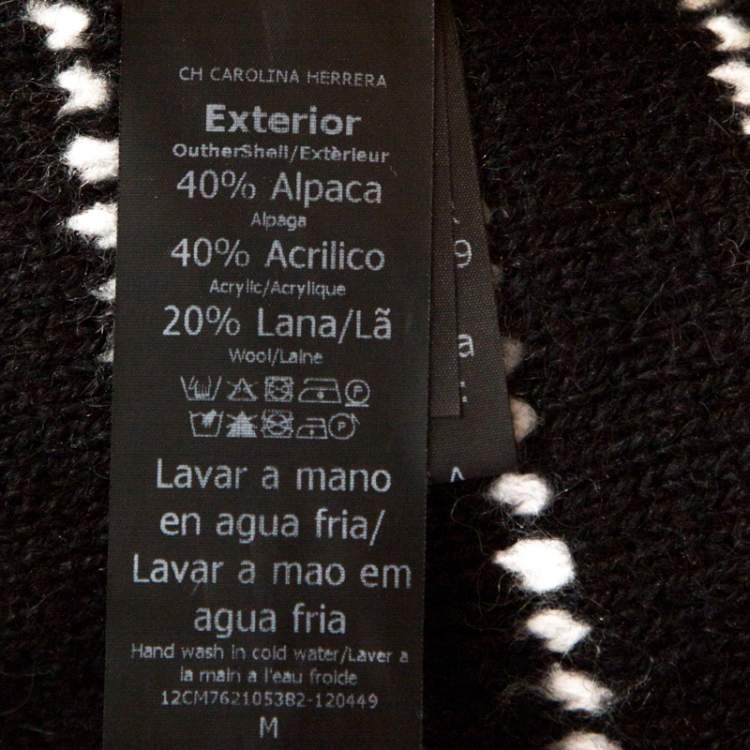 CH CAROLINA HERRERA
Exterior
OutherShell/Extèrieur
40% Alpaca
Alpaga
40% Acrilico
Acrylic/Acrylique
20% Lana/Lã
Wool/Laine
Lavar a mano
en agua fria/
Lavar a mao em
agua fria
Hand wash in cold water/Laver a
la main a l'eau froide
12CM762105382-120449
M
9
a